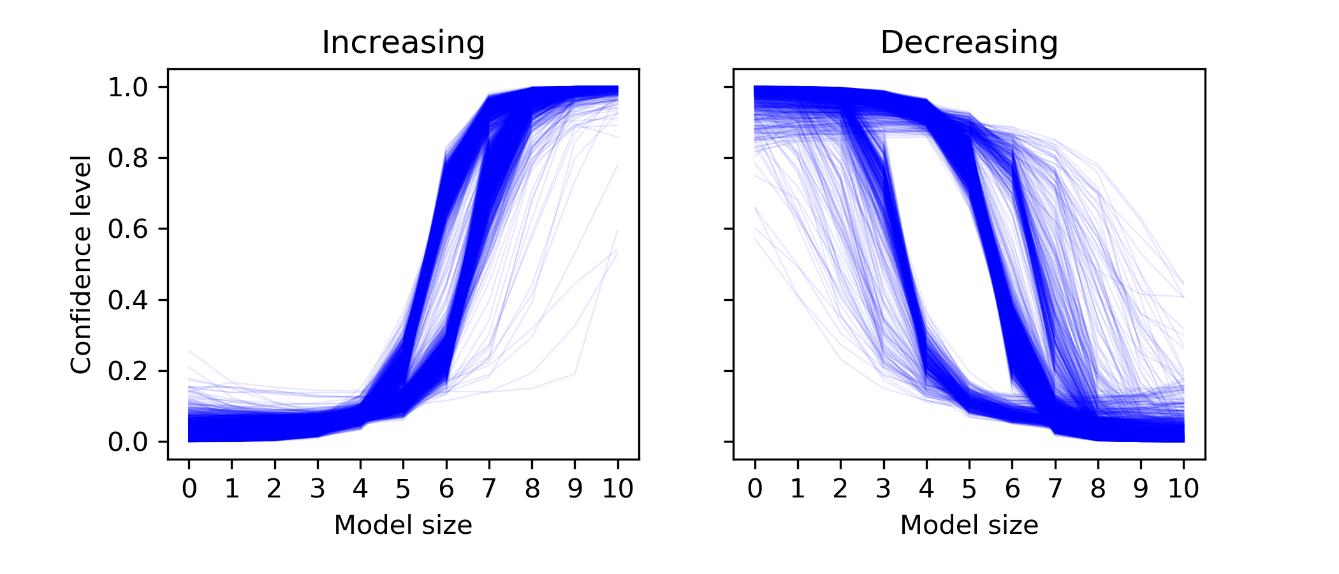 Increasing
Confidence level
1.0
0.8
0.6
0.4
0.2
0.0
0 1 2 3 4 5 6 7 8 9 10
Model size
Decreasing
0 1 2 3 4 5 6 7 8 9 10
Model size